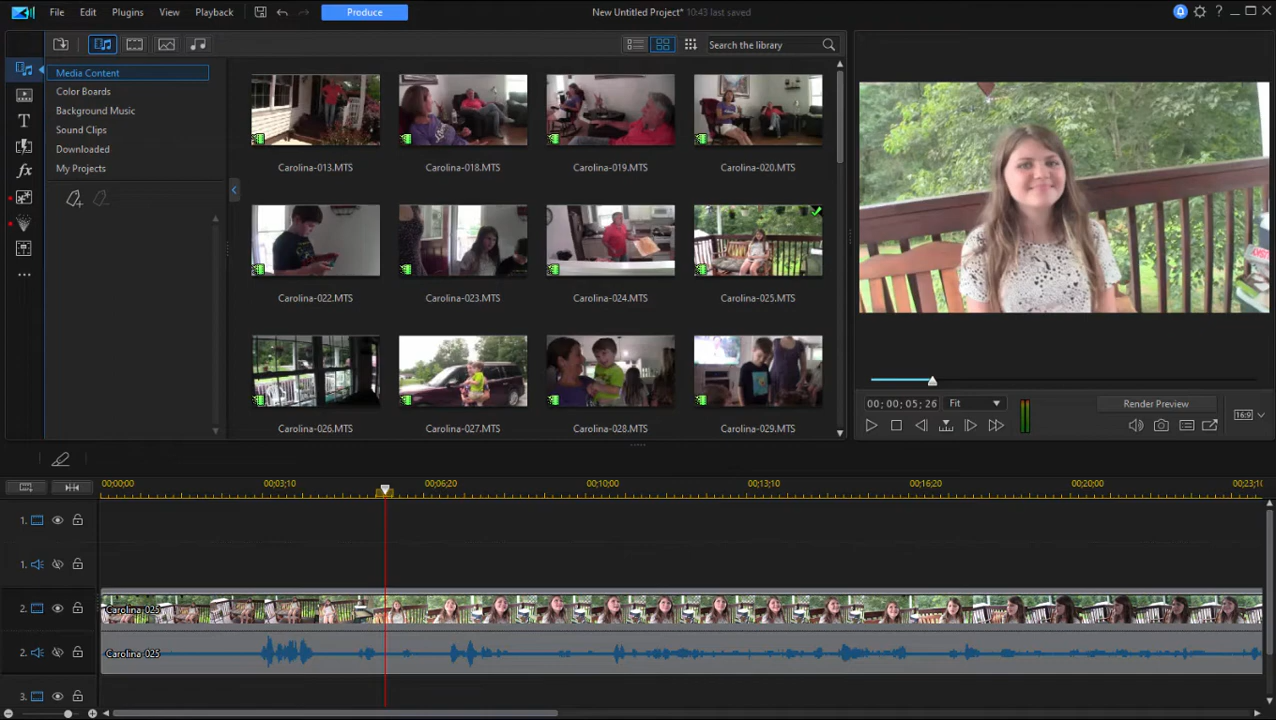 File Edit Plugins View Playback Produce New Untitled Project* 10:43 last saved
Search the library
Media Content
Color Boards
Background Music
Sound Clips
Downloaded
My Projects
Carolina-013.MTS Carolina-018.MTS Carolina-019.MTS Carolina-020.MTS
Carolina-022.MTS Carolina-023.MTS Carolina-024.MTS Carolina-025.MTS
Carolina-026.MTS Carolina-027.MTS Carolina-028.MTS Carolina-029.MTS
00; 00; 05; 26 Fit Render Preview 16:9
00;00;00 00;03;10 00;06;20 00;10;00 00;13;10 00;16;20 00;20;00 00;23;10
1.
1.
2. Carolina-025
2. Carolina-025
3.